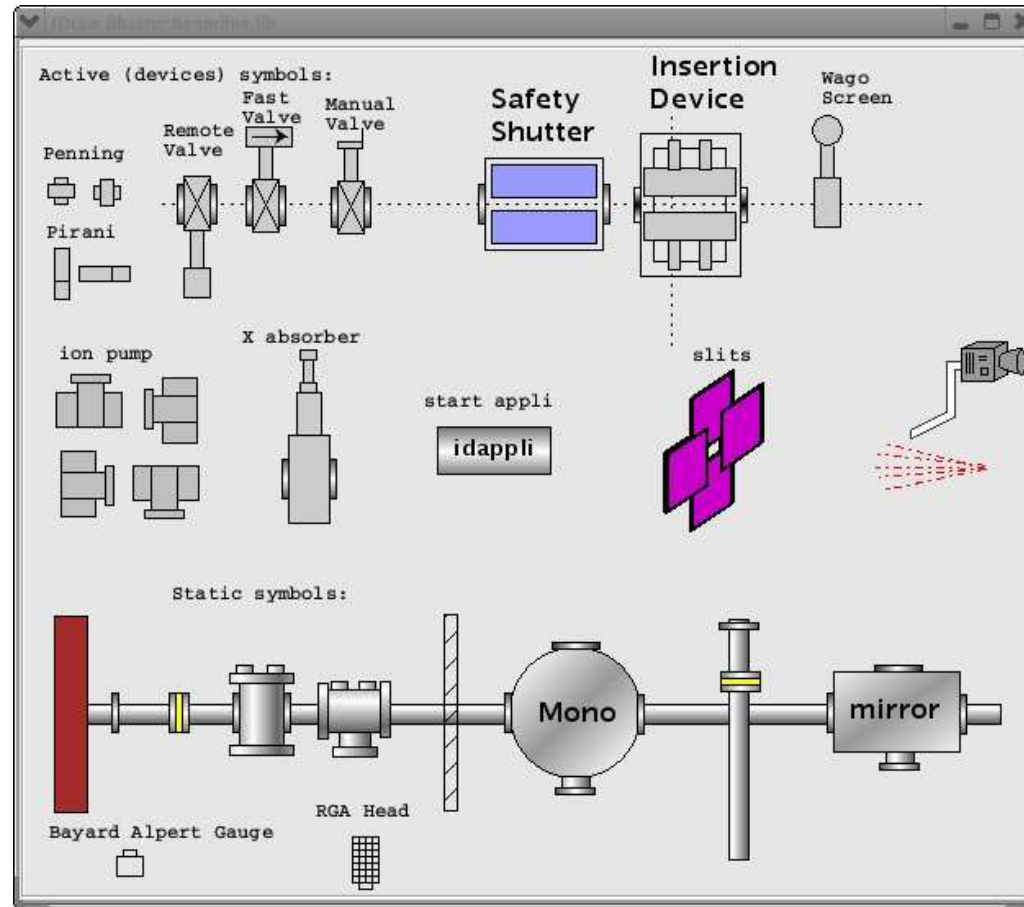 Active (devices) symbols:
Fast
Valve
Manual
Valve
Remote
Valve
Safety
Shutter
Insertion
Device
Wago
Screen
Penning
Pirani
ion pump
X absorber
start appli
idappli
slits
Static symbols:
Mono
mirror
RGA Head
Bayard Alpert Gauge